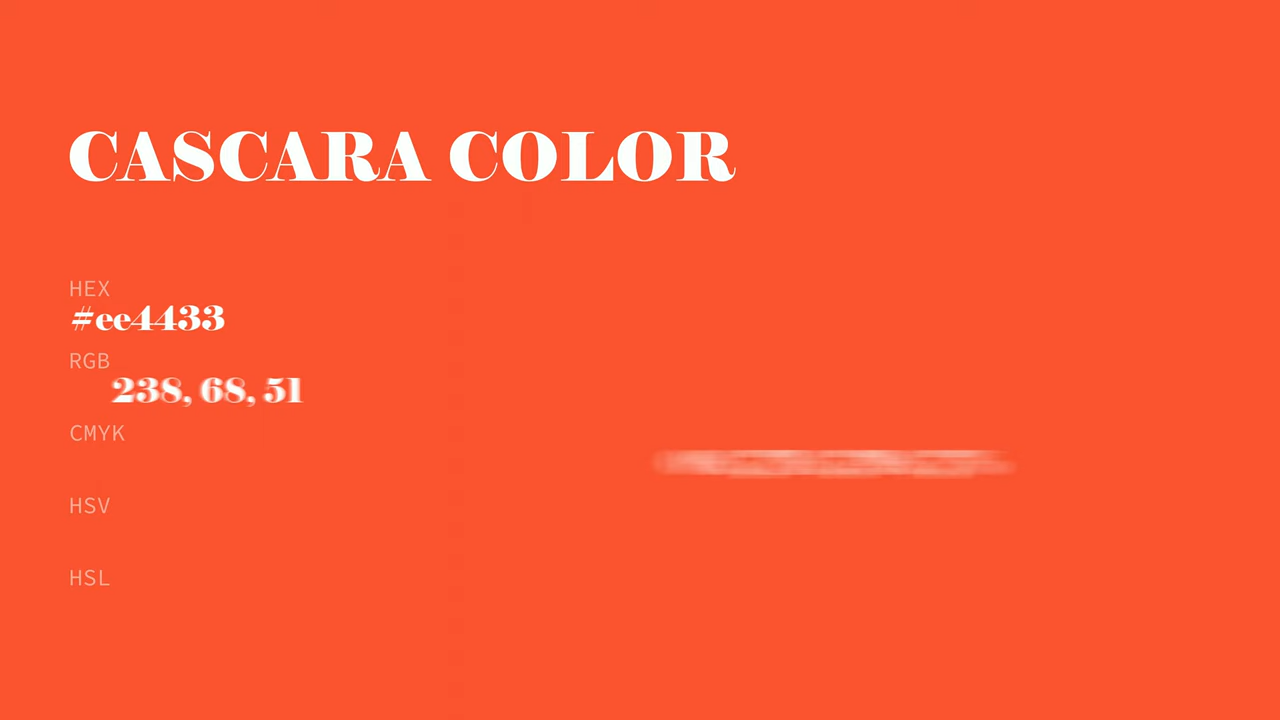 CASCARA COLOR
HEX
#ee4433
RGB
238, 68, 51
CMYK
HSV
HSL